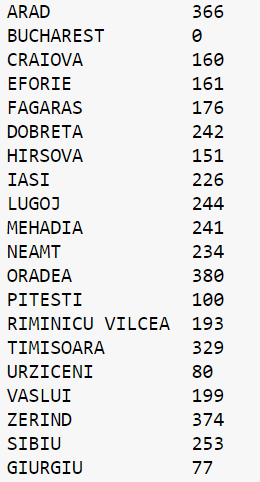 ARAD 366
BUCHAREST 0
CRAIOVA 160
EFORIE 161
FAGARAS 176
DOBRETA 242
HIRSOVA 151
IASI 226
LUGOJ 244
MEHADIA 241
NEAMT 234
ORADEA 380
PITESTI 100
RIMINICU VILCEA 193
TIMISOARA 329
URZICENI 80
VASLUI 199
ZERIND 374
SIBIU 253
GIURGIU 77